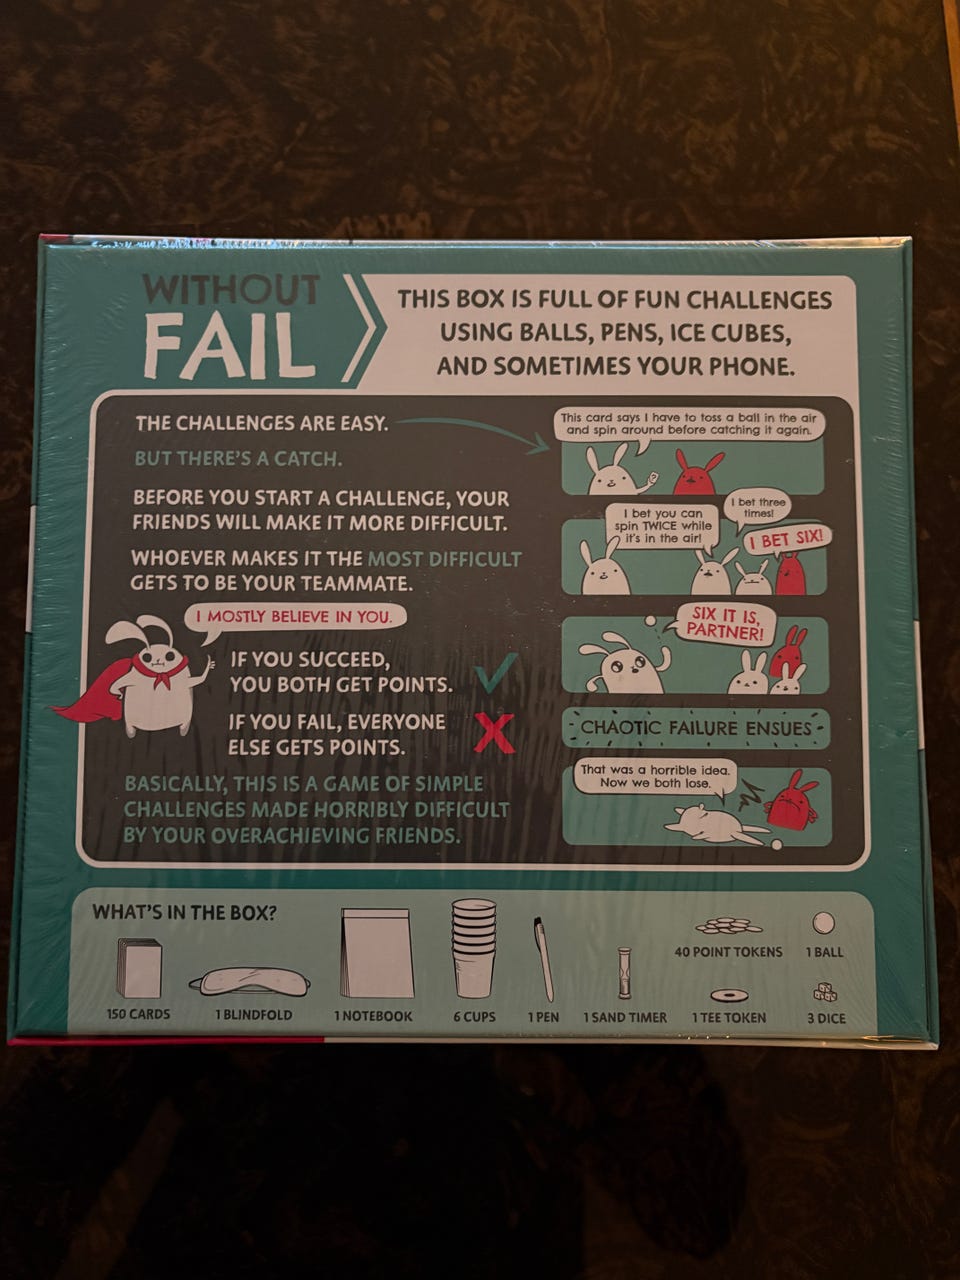 WITHOUT
FAIL
THIS BOX IS FULL OF FUN CHALLENGES
USING BALLS, PENS, ICE CUBES,
AND SOMETIMES YOUR PHONE.
THE CHALLENGES ARE EASY.
BUT THERE'S A CATCH.
BEFORE YOU START A CHALLENGE, YOUR
FRIENDS WILL MAKE IT MORE DIFFICULT.
WHOEVER MAKES IT THE MOST DIFFICULT
GETS TO BE YOUR TEAMMATE.
I MOSTLY BELIEVE IN YOU.
IF YOU SUCCEED,
YOU BOTH GET POINTS.
IF YOU FAIL, EVERYONE
ELSE GETS POINTS.
BASICALLY, THIS IS A GAME OF SIMPLE
CHALLENGES MADE HORRIBLY DIFFICULT
BY YOUR OVERACHIEVING FRIENDS.
This card says I have to toss a ball in the air
and spin around before catching it again.
I bet you can
spin TWICE while
it's in the air!
I bet three
times!
I BET SIX!
SIX IT IS,
PARTNER!
CHAOTIC FAILURE ENSUES
That was a horrible idea.
Now we both lose.
WHAT'S IN THE BOX?
150 CARDS
1 BLINDFOLD
1 NOTEBOOK
6 CUPS
1 PEN
1 SAND TIMER
40 POINT TOKENS
1 TEE TOKEN
1 BALL
3 DICE